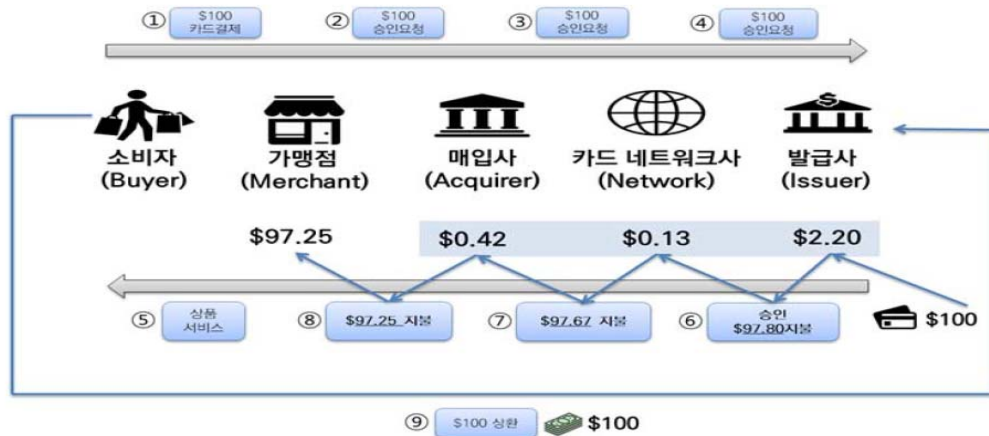 ① $100
카드결제
② $100
승인요청
③ $100
승인요청
④ $100
승인요청
소비자
(Buyer)
가맹점
(Merchant)
매입사
(Acquirer)
카드 네트워크사
(Network)
발급사
(Issuer)
$97.25
$0.42
$0.13
$2.20
⑤ 상품
서비스
⑧ $97.25 지불
⑦ $97.67 지불
⑥ 승인
$97.80지불
$100
⑨ $100 상환
$100